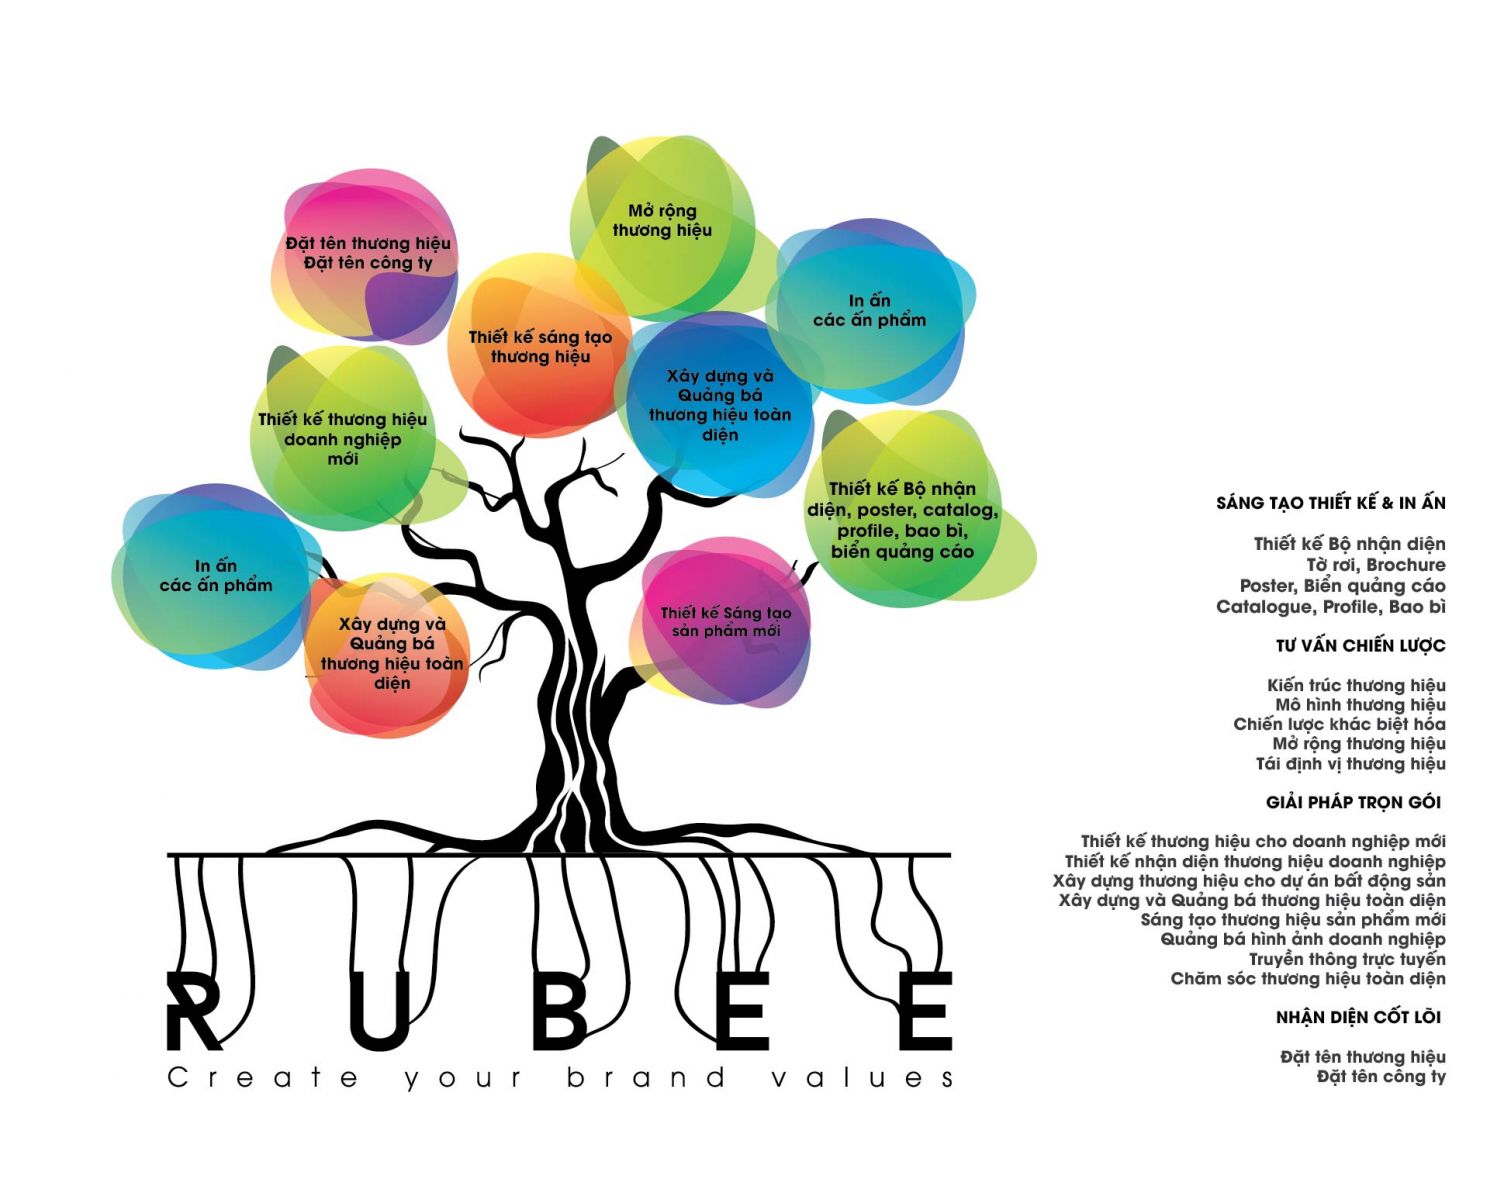 Mở rộng
thương hiệu
Đặt tên thương hiệu
Đặt tên công ty
In ấn
các ấn phẩm
Thiết kế sáng tạo
thương hiệu
Xây dựng và
Quảng bá
thương hiệu toàn
diện
Thiết kế thương hiệu
doanh nghiệp
mới
Thiết kế Bộ nhận
diện, poster, catalog,
profile, bao bì,
biển quảng cáo
In ấn
các ấn phẩm
Xây dựng và
Quảng bá
thương hiệu toàn
diện
Thiết kế Sáng tạo
sản phẩm mới
RUBEE
Create your brand values
SÁNG TẠO THIẾT KẾ & IN ẤN
Thiết kế Bộ nhận diện
Tờ rơi, Brochure
Poster, Biển quảng cáo
Catalogue, Profile, Bao bì
TƯ VẤN CHIẾN LƯỢC
Kiến trúc thương hiệu
Mô hình thương hiệu
Chiến lược khác biệt hóa
Mở rộng thương hiệu
Tái định vị thương hiệu
GIẢI PHÁP TRỌN GÓI
Thiết kế thương hiệu cho doanh nghiệp mới
Thiết kế nhận diện thương hiệu doanh nghiệp
Xây dựng thương hiệu cho dự án bất động sản
Xây dựng và Quảng bá thương hiệu toàn diện
Sáng tạo thương hiệu sản phẩm mới
Quảng bá hình ảnh doanh nghiệp
Truyền thông trực tuyến
Chăm sóc thương hiệu toàn diện
NHẬN DIỆN CỐT LÕI
Đặt tên thương hiệu
Đặt tên công ty